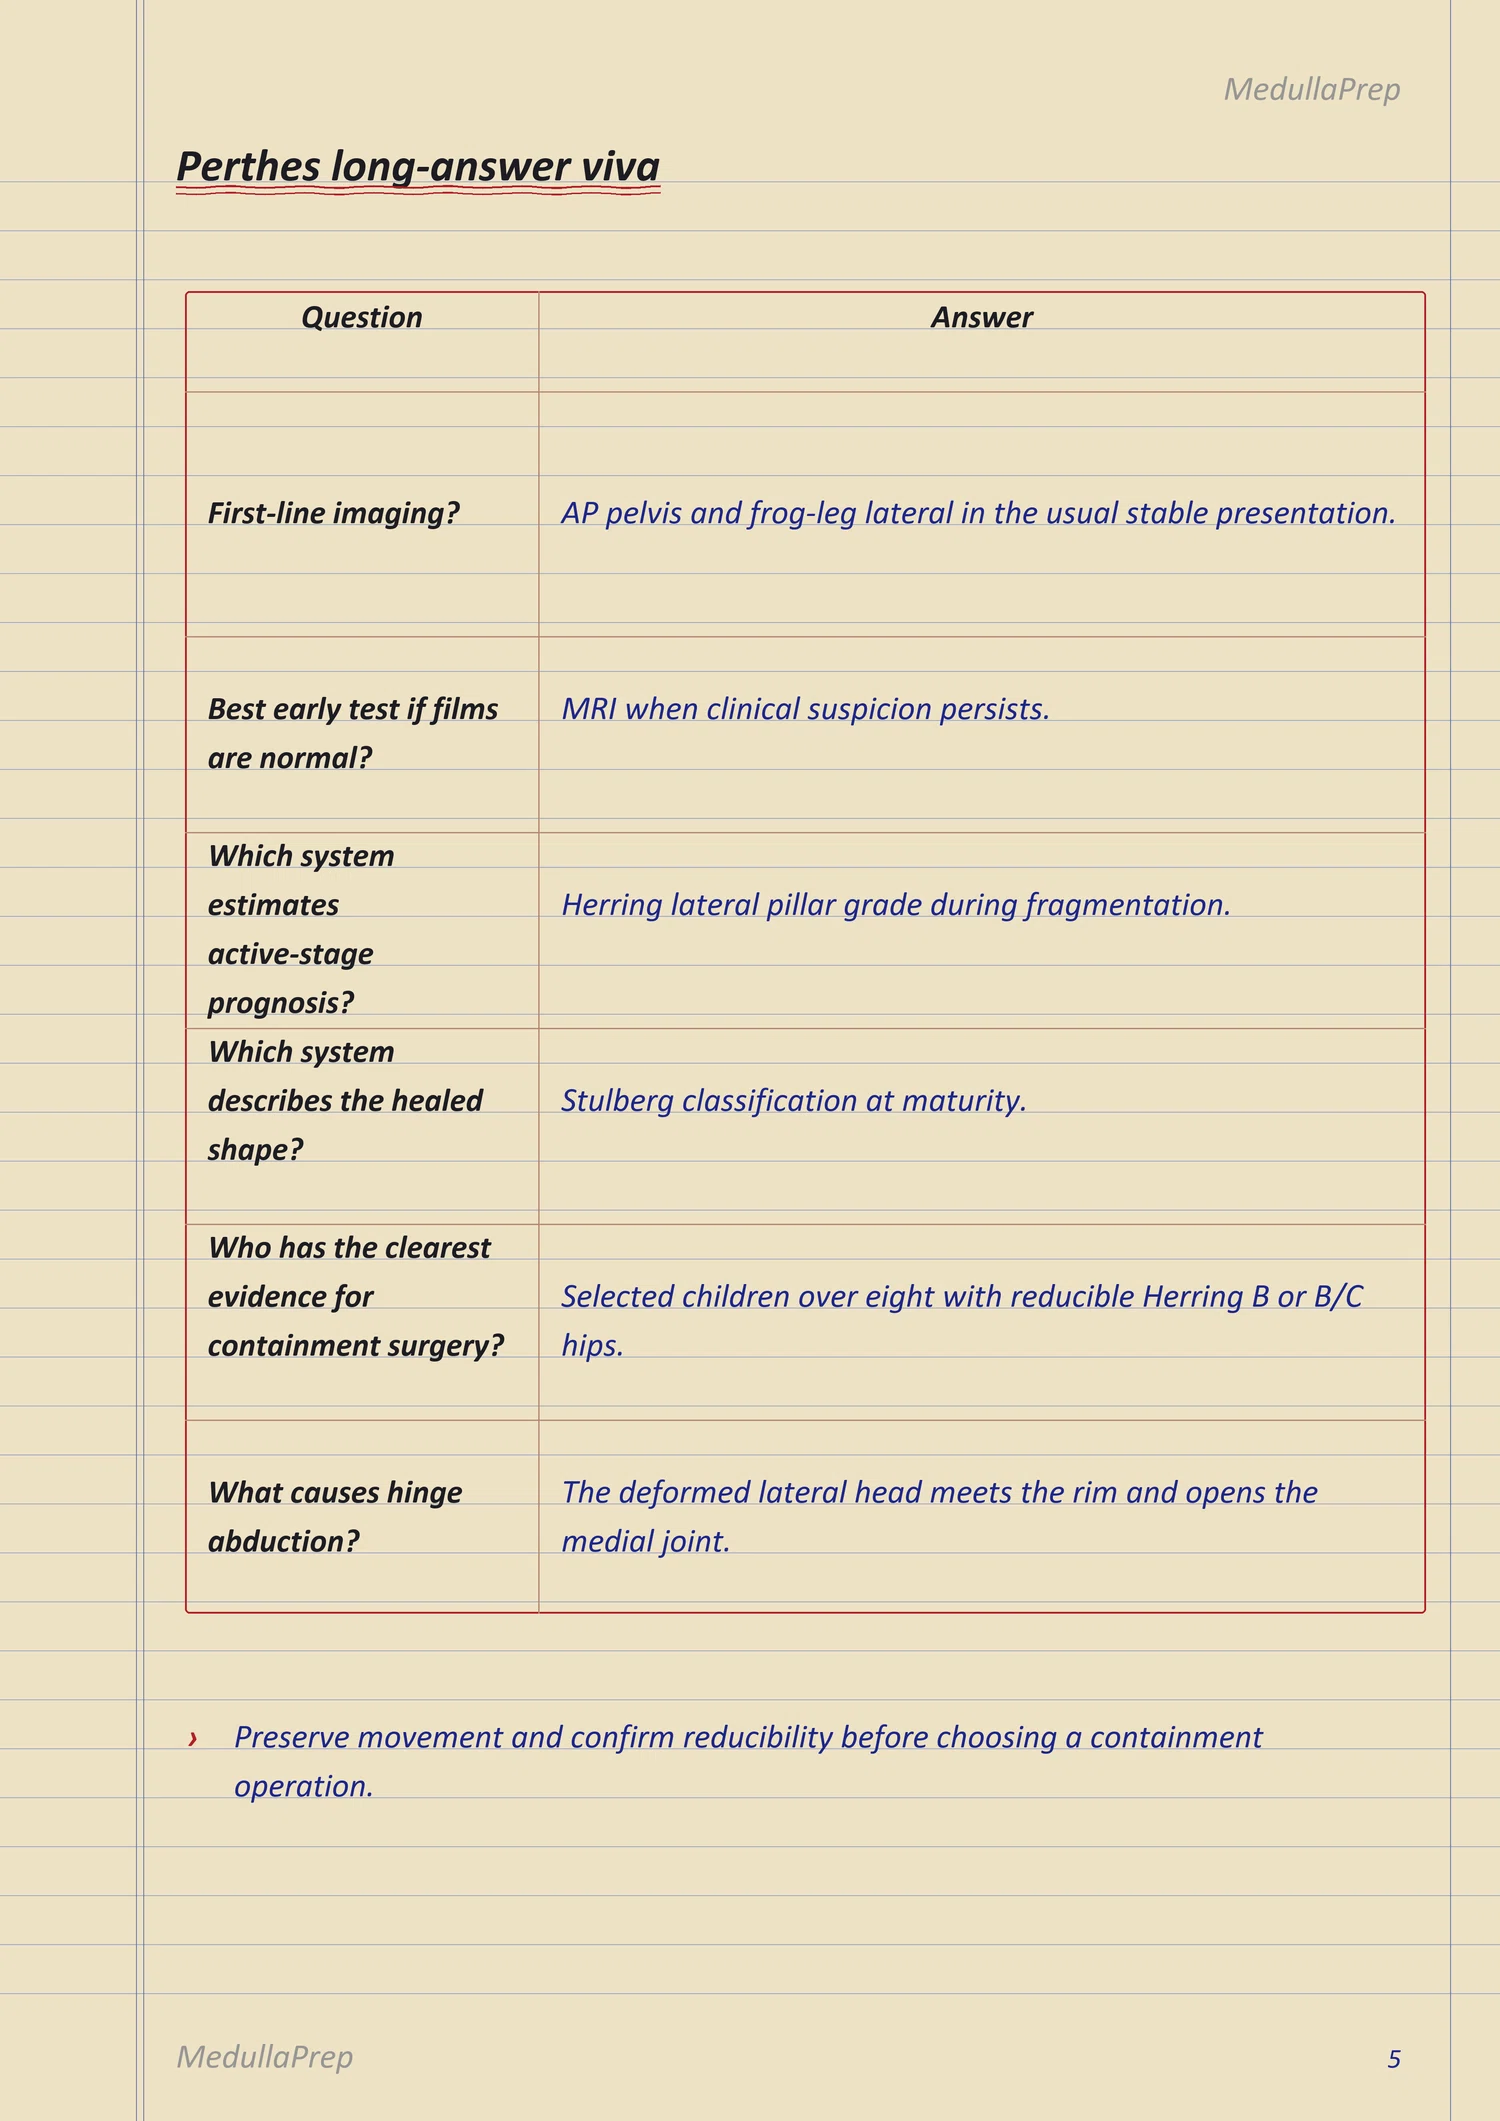 MedullaPrep
Perthes long-answer viva
Question
Answer
First-line imaging?
AP pelvis and frog-leg lateral in the usual stable presentation.
Best early test if films
are normal?
MRI when clinical suspicion persists.
Which system
estimates
active-stage
prognosis?
Herring lateral pillar grade during fragmentation.
Which system
describes the healed
shape?
Stulberg classification at maturity.
Who has the clearest
evidence for
containment surgery?
Selected children over eight with reducible Herring B or B/C
hips.
What causes hinge
abduction?
The deformed lateral head meets the rim and opens the
medial joint.
› Preserve movement and confirm reducibility before choosing a containment
operation.
MedullaPrep
5